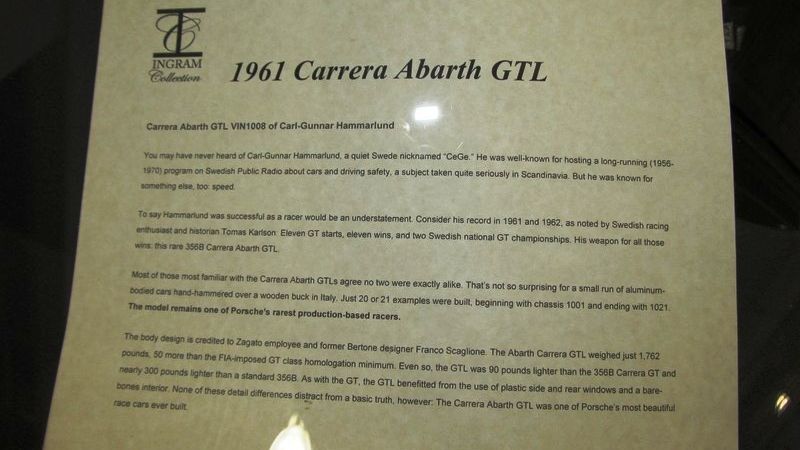 INGRAM
Collection
1961 Carrera Abarth GTL
Carrera Abarth GTL VIN1008 of Carl-Gunnar Hammarlund
You may have never heard of Carl-Gunnar Hammarlund, a quiet Swede nicknamed "CeGe." He was well-known for hosting a long-running (1956-
1970) program on Swedish Public Radio about cars and driving safety, a subject taken quite seriously in Scandinavia. But he was known for
something else, too: speed.
To say Hammarlund was successful as a racer would be an understatement. Consider his record in 1961 and 1962, as noted by Swedish racing
enthusiast and historian Tomas Karlson: Eleven GT starts, eleven wins, and two Swedish national GT championships. His weapon for all those
wins: this rare 356B Carrera Abarth GTL.
Most of those most familiar with the Carrera Abarth GTLs agree no two were exactly alike. That's not so surprising for a small run of aluminum-
bodied cars hand-hammered over a wooden buck in Italy. Just 20 or 21 examples were built, beginning with chassis 1001 and ending with 1021.
The model remains one of Porsche's rarest production-based racers.
The body design is credited to Zagato employee and former Bertone designer Franco Scaglione. The Abarth Carrera GTL weighed just 1,762
pounds, 50 more than the FIA-imposed GT class homologation minimum. Even so, the GTL was 90 pounds lighter than the 356B Carrera GT and
nearly 300 pounds lighter than a standard 356B. As with the GT, the GTL benefitted from the use of plastic side and rear windows and a bare-
bones interior. None of these detail differences distract from a basic truth, however: The Carrera Abarth GTL was one of Porsche's most beautiful
race cars ever built.